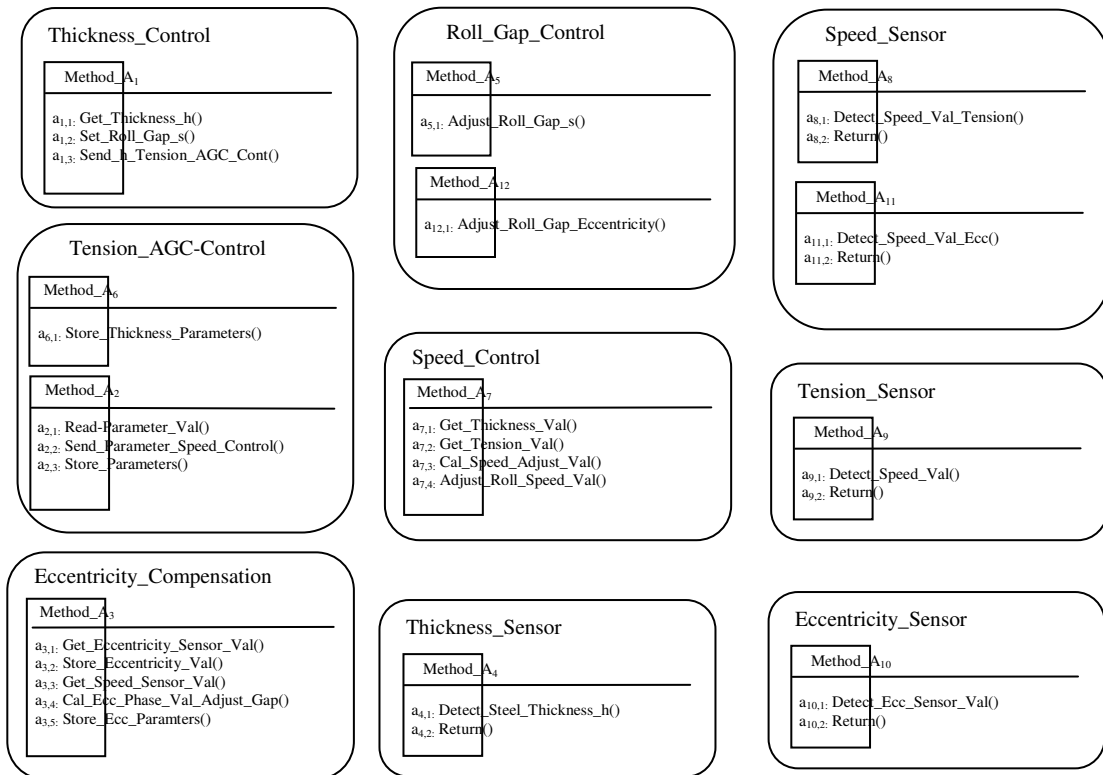 Thickness_Control
Method_A1
a1,1: Get_Thickness_h()
a1,2: Set_Roll_Gap_s()
a1,3: Send_h_Tension_AGC_Cont()
Tension_AGC-Control
Method_A6
a6,1: Store_Thickness_Parameters()
Method_A2
a2,1: Read-Parameter_Val()
a2,2: Send_Parameter_Speed_Control()
a2,3: Store_Parameters()
Eccentricity_Compensation
Method_A3
a3,1: Get_Eccentricity_Sensor_Val()
a3,2: Store_Eccentricity_Val()
a3,3: Get_Speed_Sensor_Val()
a3,4: Cal_Ecc_Phase_Val_Adjust_Gap()
a3,5: Store_Ecc_Paramters()
Roll_Gap_Control
Method_A5
a5,1: Adjust_Roll_Gap_s()
Method_A12
a12,1: Adjust_Roll_Gap_Eccentricity()
Speed_Control
Method_A7
a7,1: Get_Thickness_Val()
a7,2: Get_Tension_Val()
a7,3: Cal_Speed_Adjust_Val()
a7,4: Adjust_Roll_Speed_Val()
Thickness_Sensor
Method_A4
a4,1: Detect_Steel_Thickness_h()
a4,2: Return()
Speed_Sensor
Method_A8
a8,1: Detect_Speed_Val_Tension()
a8,2: Return()
Method_A11
a11,1: Detect_Speed_Val_Ecc()
a11,2: Return()
Tension_Sensor
Method_A9
a9,1: Detect_Speed_Val()
a9,2: Return()
Eccentricity_Sensor
Method_A10
a10,1: Detect_Ecc_Sensor_Val()
a10,2: Return()